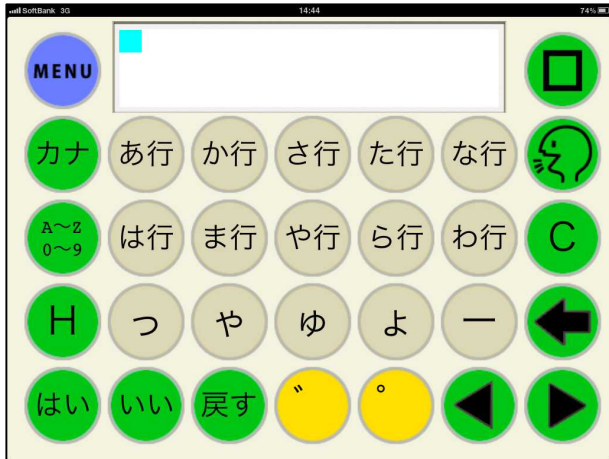 SoftBank 3G 14:44 74%
MENU
カナ あ行 か行 さ行 た行 な行
A～Z
0～9
は行 ま行 や行 ら行 わ行 C
H っ ゃ ゅ ょ ー
はい いい 戻す ゛ ゜